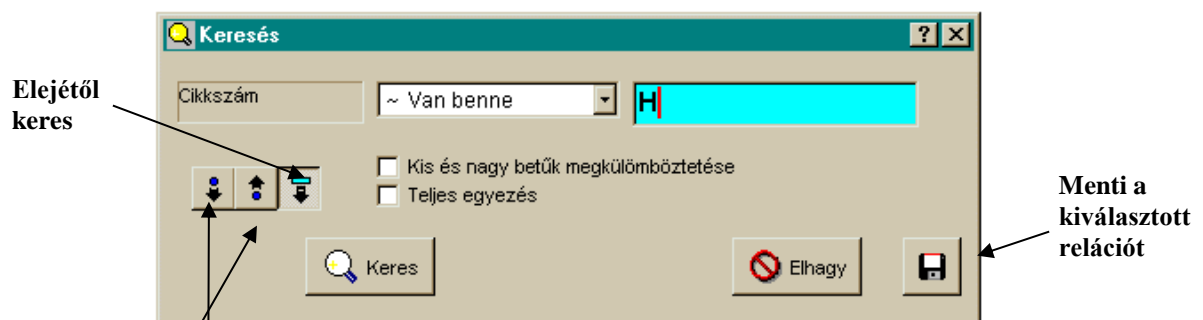 Keresés
Elejétől
keres
Cikkszám
~ Van benne
H
Kis és nagy betűk megkülömböztetése
Teljes egyezés
Menti a
kiválasztott
relációt
Keres
Elhagy